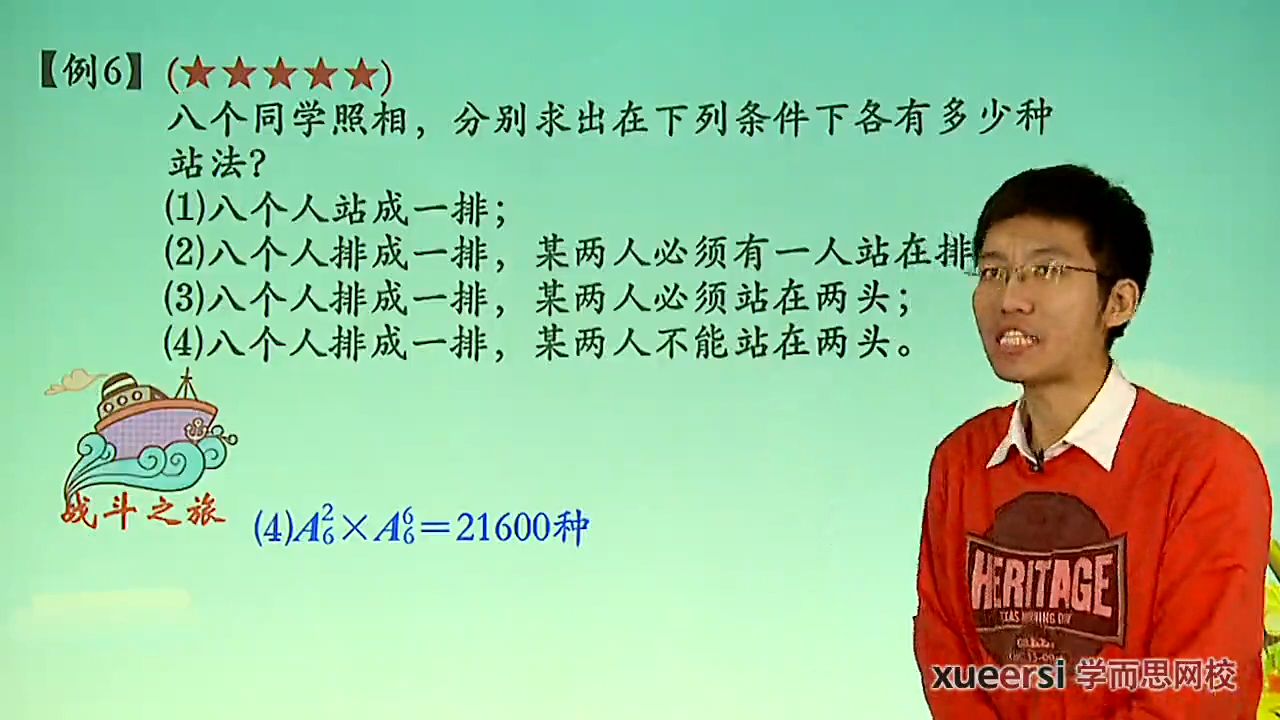 【例6】(★★★★★)
八个同学照相，分别求出在下列条件下各有多少种
站法？
(1)八个人站成一排；
(2)八个人排成一排，某两人必须有一人站在排
(3)八个人排成一排，某两人必须站在两头；
(4)八个人排成一排，某两人不能站在两头。
战斗之旅
(4)A₆²×A₆⁶=21600种
HERITAGE
xueersi 学而思网校